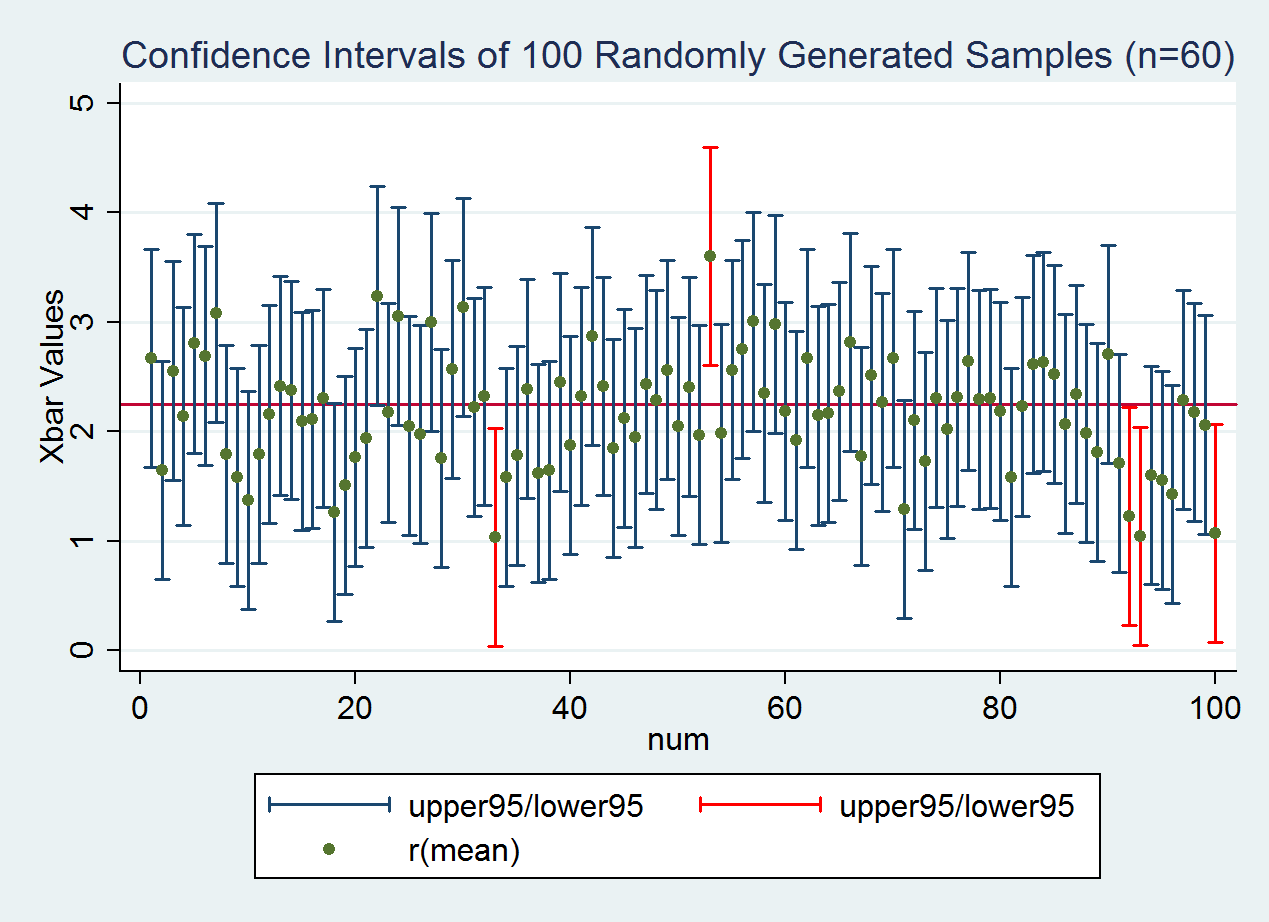 Confidence Intervals of 100 Randomly Generated Samples (n=60)
Xbar Values
5
4
3
2
1
0
0 20 40 60 80 100
num
upper95/lower95 upper95/lower95
r(mean)